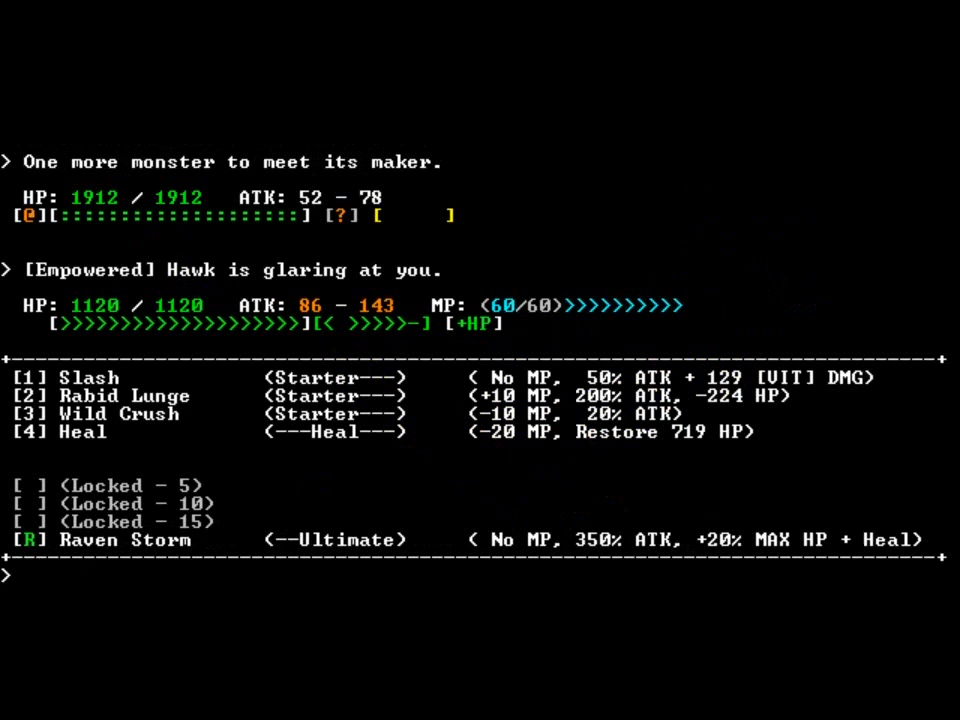 > One more monster to meet its maker.
HP: 1912 / 1912 ATK: 52 - 78
[@][::::::::::::::::::::] [?] [ ]
> [Empowered] Hawk is glaring at you.
HP: 1120 / 1120 ATK: 86 - 143 MP: (60/60)>>>>>>>>>>
[>>>>>>>>>>>>>>>>>>>>][< >>>>>-] [+HP]
+-----------------------------------------------------------------------------+
[1] Slash (Starter---) ( No MP, 50% ATK + 129 [VIT] DMG)
[2] Rabid Lunge (Starter---) (+10 MP, 200% ATK, -224 HP)
[3] Wild Crush (Starter---) (-10 MP, 20% ATK)
[4] Heal (---Heal---) (-20 MP, Restore 719 HP)
[ ] (Locked - 5)
[ ] (Locked - 10)
[ ] (Locked - 15)
[R] Raven Storm (--Ultimate) ( No MP, 350% ATK, +20% MAX HP + Heal)
+-----------------------------------------------------------------------------+
>